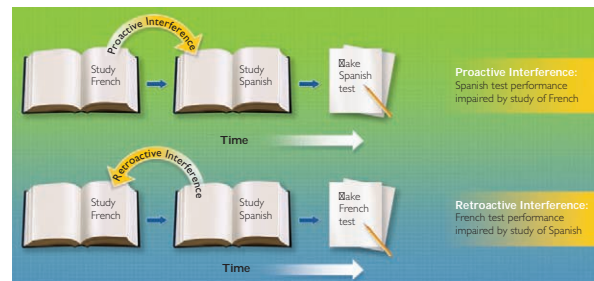 Proactive Interference
Study
French
Study
Spanish
ake
Spanish
test
Proactive Interference:
Spanish test performance
impaired by study of French
Time
Retroactive Interference
Study
French
Study
Spanish
ake
French
test
Retroactive Interference:
French test performance
impaired by study of Spanish
Time